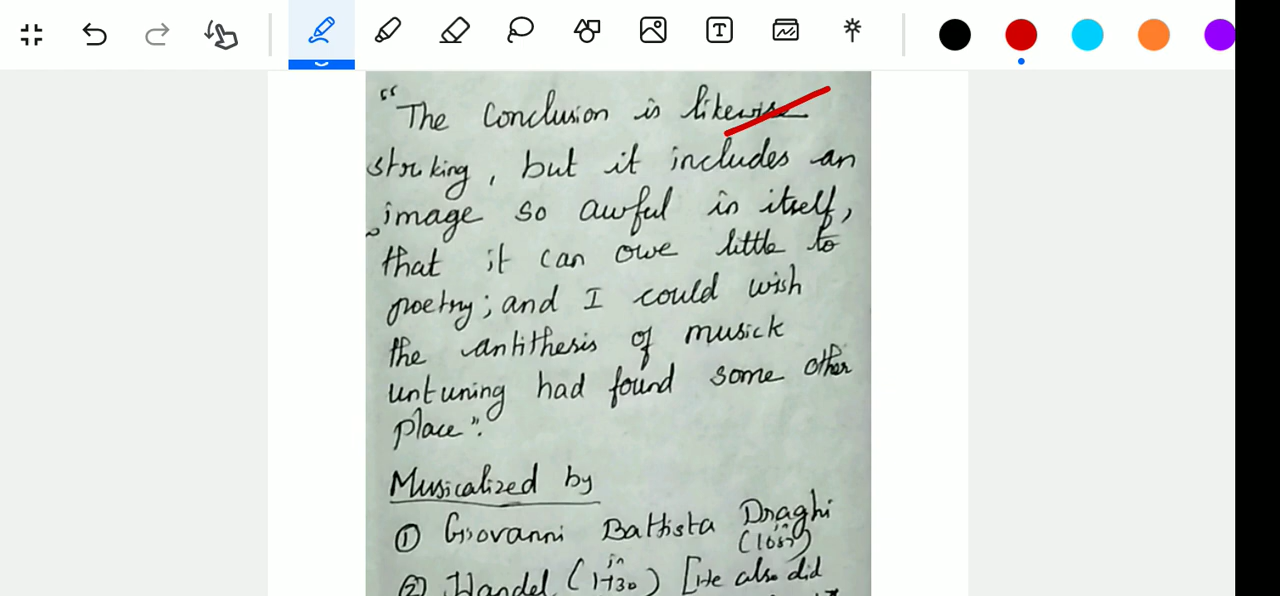 "The Conclusion is likewise
striking, but it includes an
image so awful in itself,
that it can owe little to
poetry; and I could wish
the antithesis of musick
untuning had found some other
place".
Musicalized by
① Giovanni Battista Draghi
(in 1687)
② Handel (in 1730) [He also did